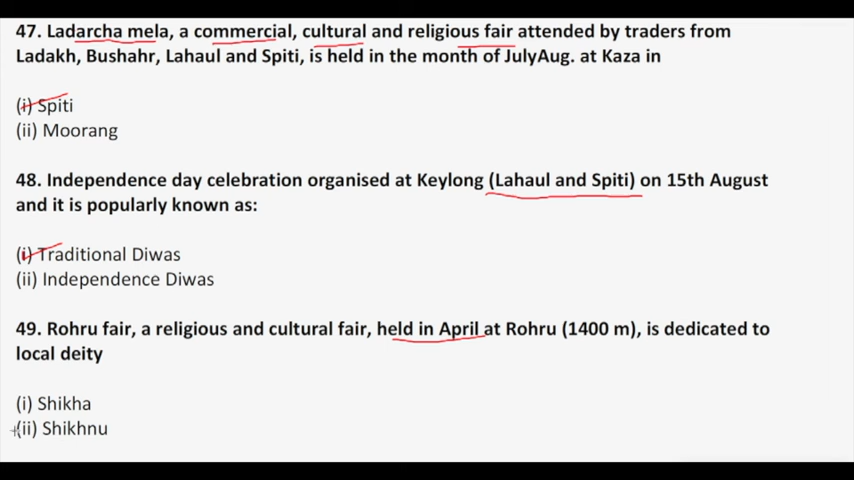 47. Ladarcha mela, a commercial, cultural and religious fair attended by traders from
Ladakh, Bushahr, Lahaul and Spiti, is held in the month of JulyAug. at Kaza in
(i) Spiti
(ii) Moorang
48. Independence day celebration organised at Keylong (Lahaul and Spiti) on 15th August
and it is popularly known as:
(i) Traditional Diwas
(ii) Independence Diwas
49. Rohru fair, a religious and cultural fair, held in April at Rohru (1400 m), is dedicated to
local deity
(i) Shikha
(ii) Shikhnu